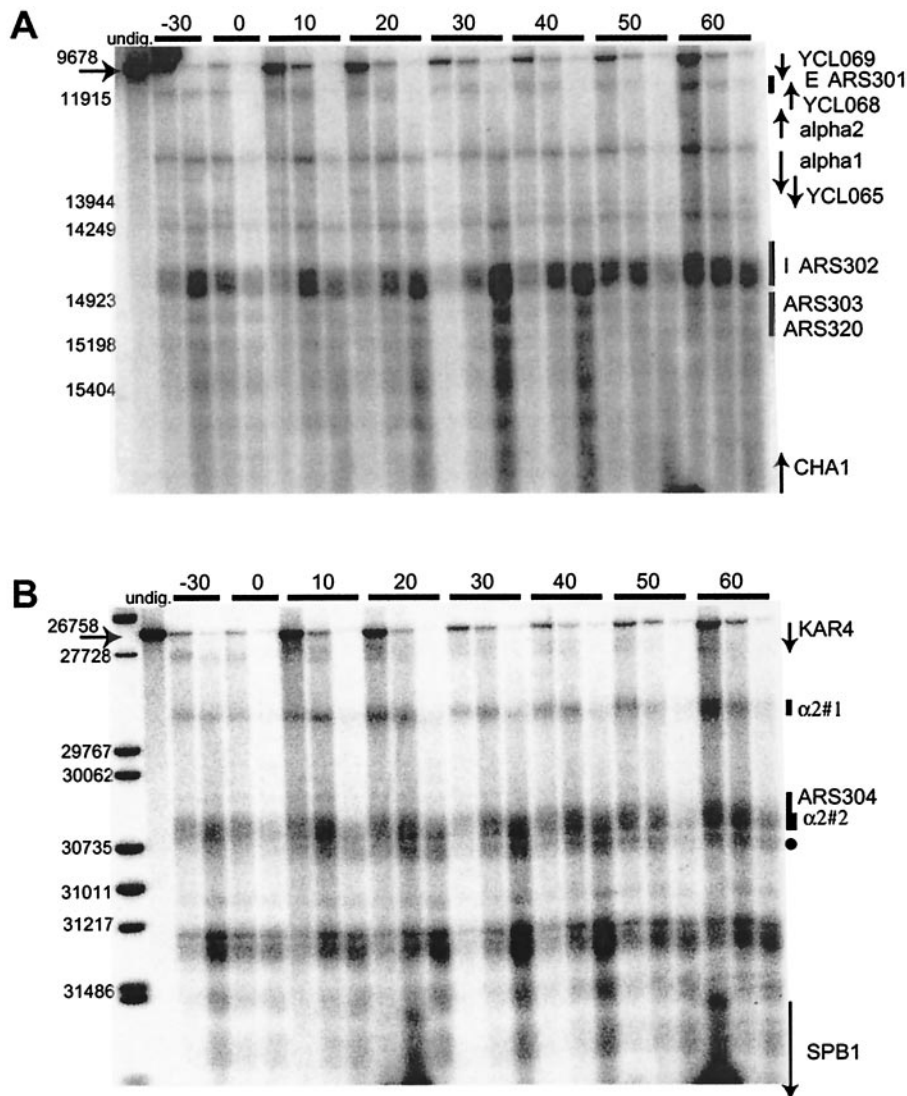 A
-30 0 10 20 30 40 50 60
undig.
9678
11915
13944
14249
14923
15198
15404
YCL069
E ARS301
YCL068
alpha2
alpha1
YCL065
I ARS302
ARS303
ARS320
CHA1
B
-30 0 10 20 30 40 50 60
undig.
26758
27728
29767
30062
30735
31011
31217
31486
KAR4
α2#1
ARS304
α2#2
SPB1